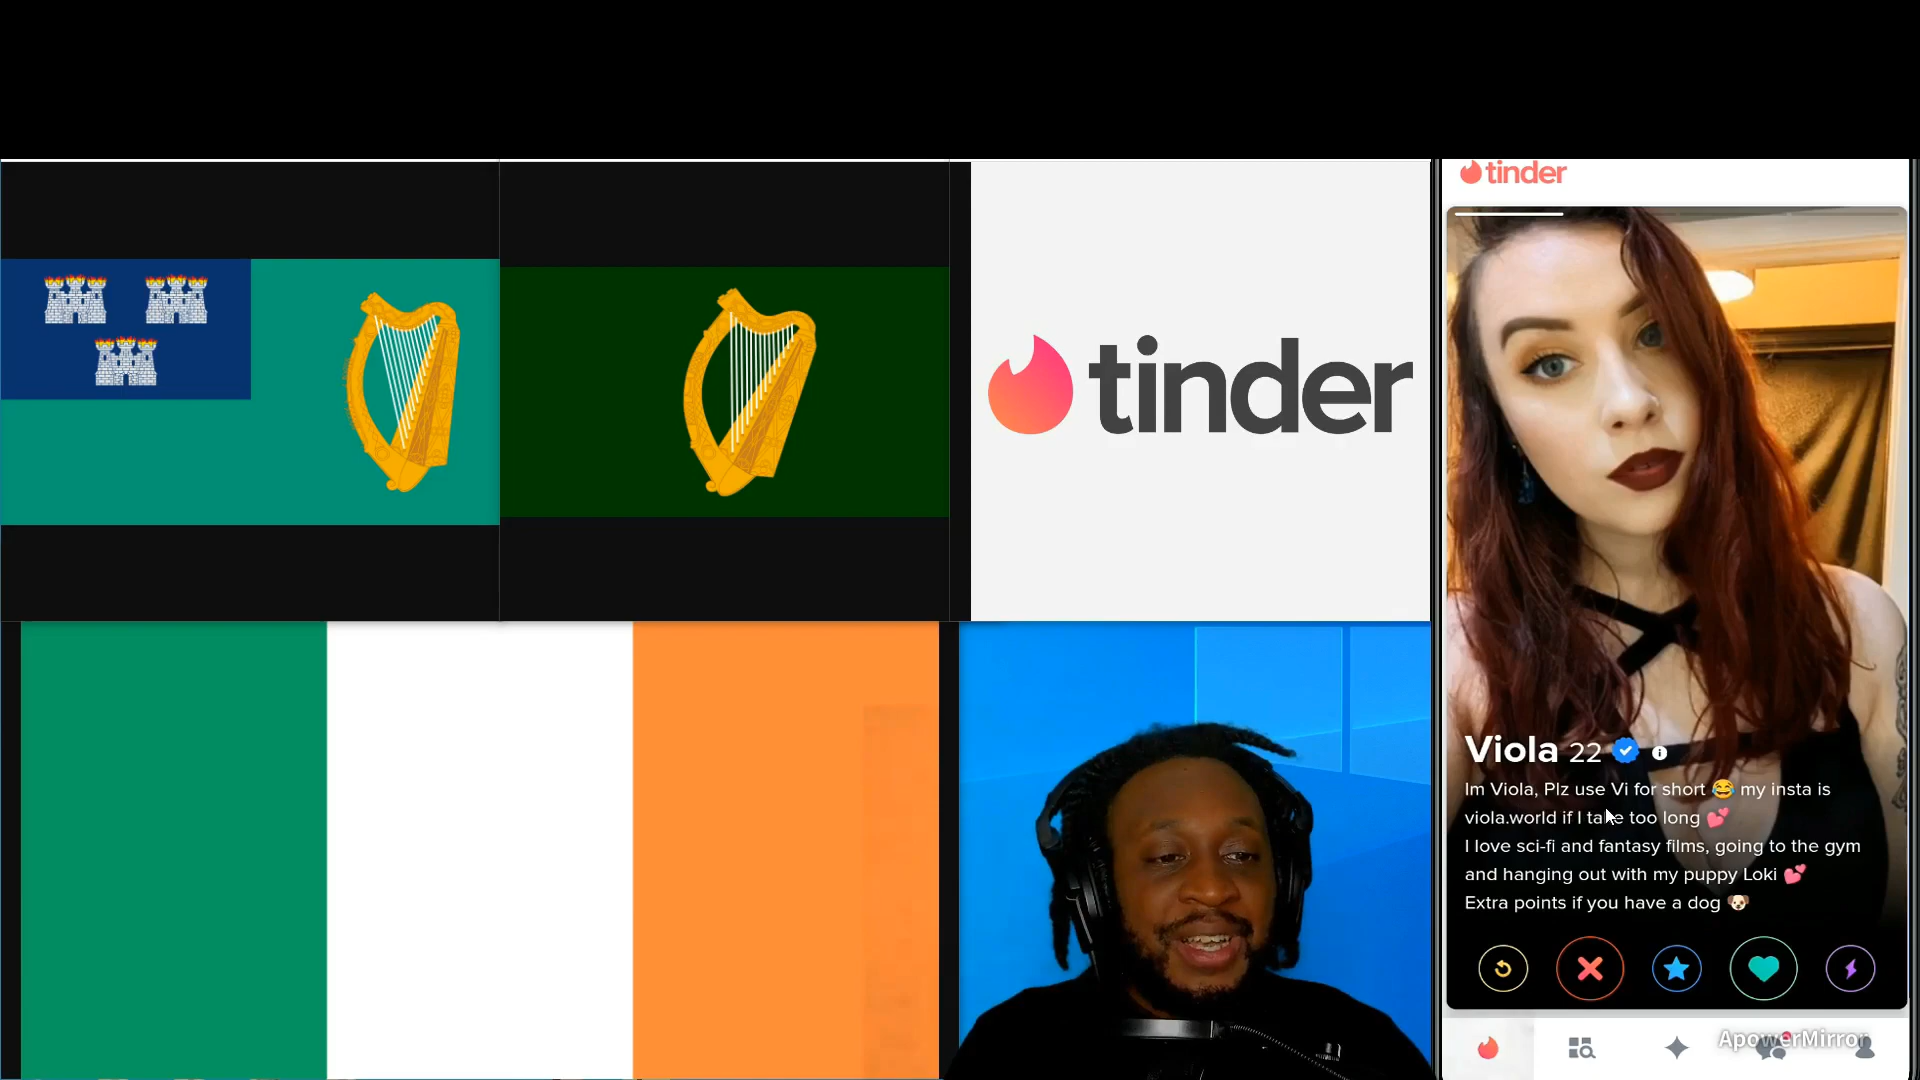 tinder
tinder
Viola 22
Im Viola, Plz use Vi for short 😂 my insta is
viola.world if I take too long 💕
I love sci-fi and fantasy films, going to the gym
and hanging out with my puppy Loki 💕
Extra points if you have a dog 🐶
ApowerMirror